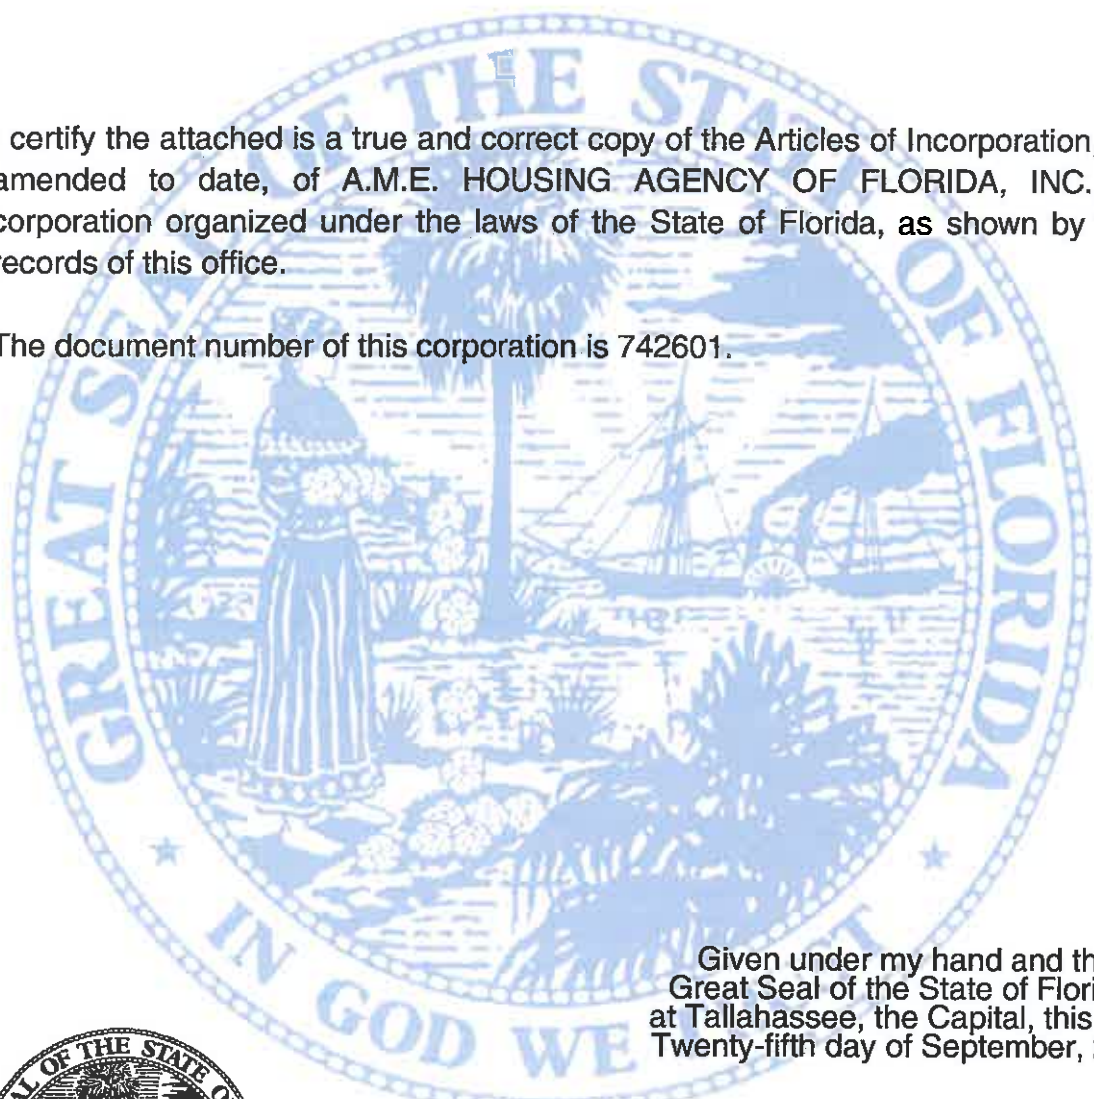 certify the attached is a true and correct copy of the Articles of Incorporation,
amended to date, of A.M.E. HOUSING AGENCY OF FLORIDA, INC.
corporation organized under the laws of the State of Florida, as shown by
records of this office.
The document number of this corporation is 742601.
GREAT SEAL OF THE STATE OF FLORIDA
IN GOD WE TRUST
Given under my hand and th
Great Seal of the State of Flori
at Tallahassee, the Capital, this
Twenty-fifth day of September,
AL OF THE STATE O